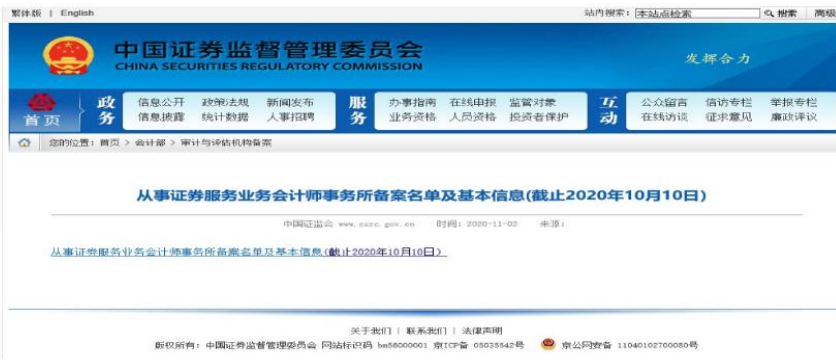 繁体版 | English
站内搜索: 本站点检索 搜索 高级
中国证券监督管理委员会
CHINA SECURITIES REGULATORY COMMISSION
发挥合力
首页
政务
信息公开 政策法规 新闻发布
信息披露 统计数据 人事招聘
服务
办事指南 在线申报 监管对象
业务资格 人员资格 投资者保护
互动
公众留言 信访专栏 举报专栏
在线访谈 征求意见 廉政评议
您的位置: 首页 > 会计部 > 审计与评估机构备案
从事证券服务业务会计师事务所备案名单及基本信息(截止2020年10月10日)
中国证监会 www.csrc.gov.cn 时间: 2020-11-02 来源:
从事证券服务业务会计师事务所备案名单及基本信息(截止2020年10月10日)
关于我们 | 联系我们 | 法律声明
版权所有: 中国证券监督管理委员会 网站标识码 bm56000001 京ICP备 05035542号 京公网安备 11040102700080号